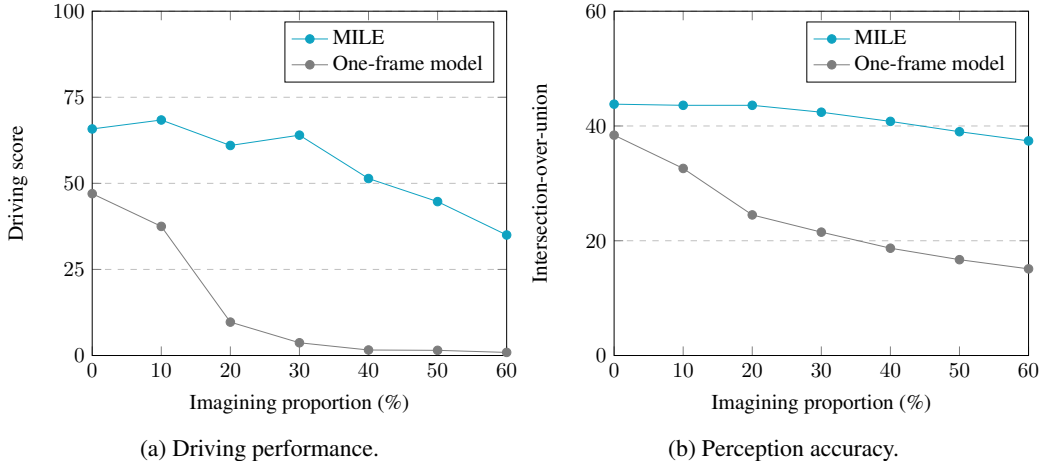 100
75
50
25
0
Driving score
MILE
One-frame model
0 10 20 30 40 50 60
Imagining proportion (%)
(a) Driving performance.
60
40
20
0
Intersection-over-union
MILE
One-frame model
0 10 20 30 40 50 60
Imagining proportion (%)
(b) Perception accuracy.